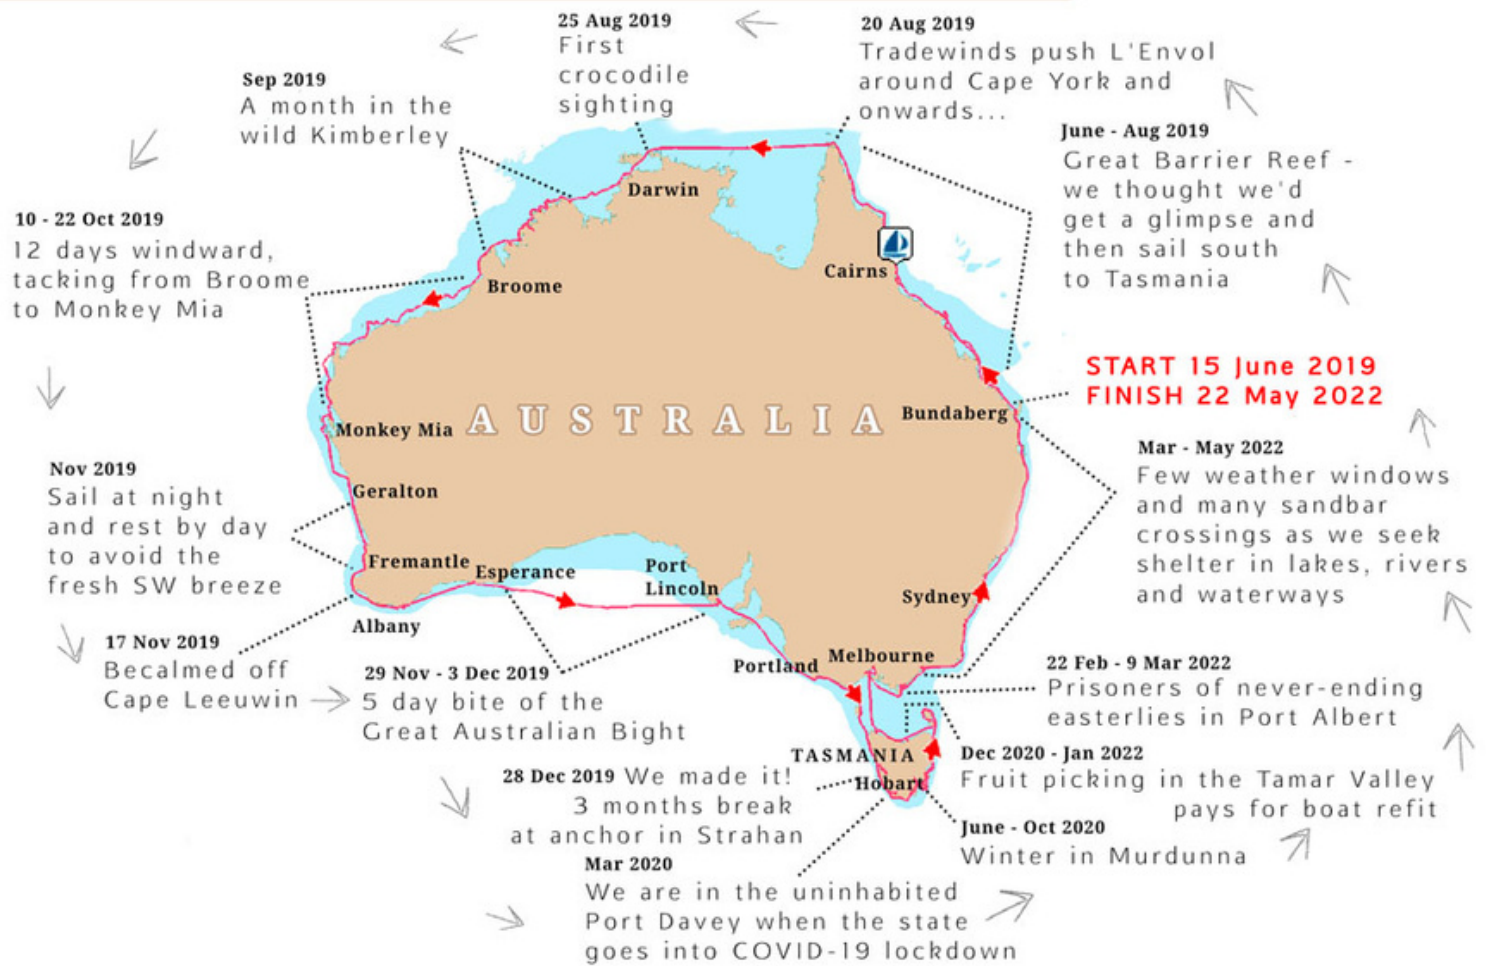 25 Aug 2019
First
crocodile
sighting
20 Aug 2019
Tradewinds push L'Envol
around Cape York and
onwards...
Sep 2019
A month in the
wild Kimberley
June - Aug 2019
Great Barrier Reef -
we thought we'd
get a glimpse and
then sail south
to Tasmania
10 - 22 Oct 2019
12 days windward,
tacking from Broome
to Monkey Mia
Darwin
Cairns
Broome
START 15 June 2019
FINISH 22 May 2022
AUSTRALIA
Bundaberg
Monkey Mia
Mar - May 2022
Few weather windows
and many sandbar
crossings as we seek
shelter in lakes, rivers
and waterways
Nov 2019
Sail at night
and rest by day
to avoid the
fresh SW breeze
Geralton
Fremantle
Esperance
Port
Lincoln
Sydney
Albany
17 Nov 2019
Becalmed off
Cape Leeuwin
29 Nov - 3 Dec 2019
5 day bite of the
Great Australian Bight
Portland
Melbourne
22 Feb - 9 Mar 2022
Prisoners of never-ending
easterlies in Port Albert
TASMANIA
Hobart
Dec 2020 - Jan 2022
Fruit picking in the Tamar Valley
pays for boat refit
28 Dec 2019 We made it!
3 months break
at anchor in Strahan
June - Oct 2020
Winter in Murdunna
Mar 2020
We are in the uninhabited
Port Davey when the state
goes into COVID-19 lockdown